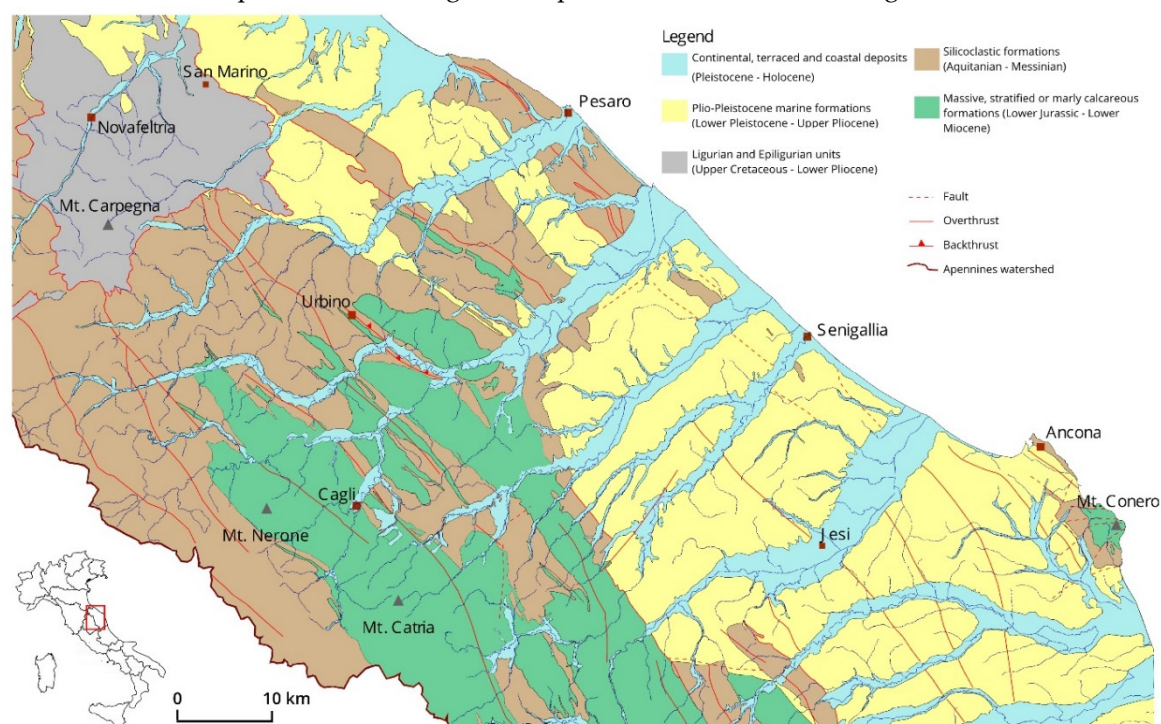 Legend
Continental, terraced and coastal deposits
(Pleistocene - Holocene)
Plio-Pleistocene marine formations
(Lower Pleistocene - Upper Pliocene)
Ligurian and Epiligurian units
(Upper Cretaceous - Lower Pliocene)
Silicoclastic formations
(Aquitanian - Messinian)
Massive, stratified or marly calcareous
formations (Lower Jurassic - Lower
Miocene)
Fault
Overthrust
Backthrust
Apennines watershed
San Marino
Pesaro
Novafeltria
Mt. Carpegna
Urbino
Senigallia
Ancona
Mt. Conero
Cagli
Mt. Nerone
Jesi
Mt. Catria
0 10 km